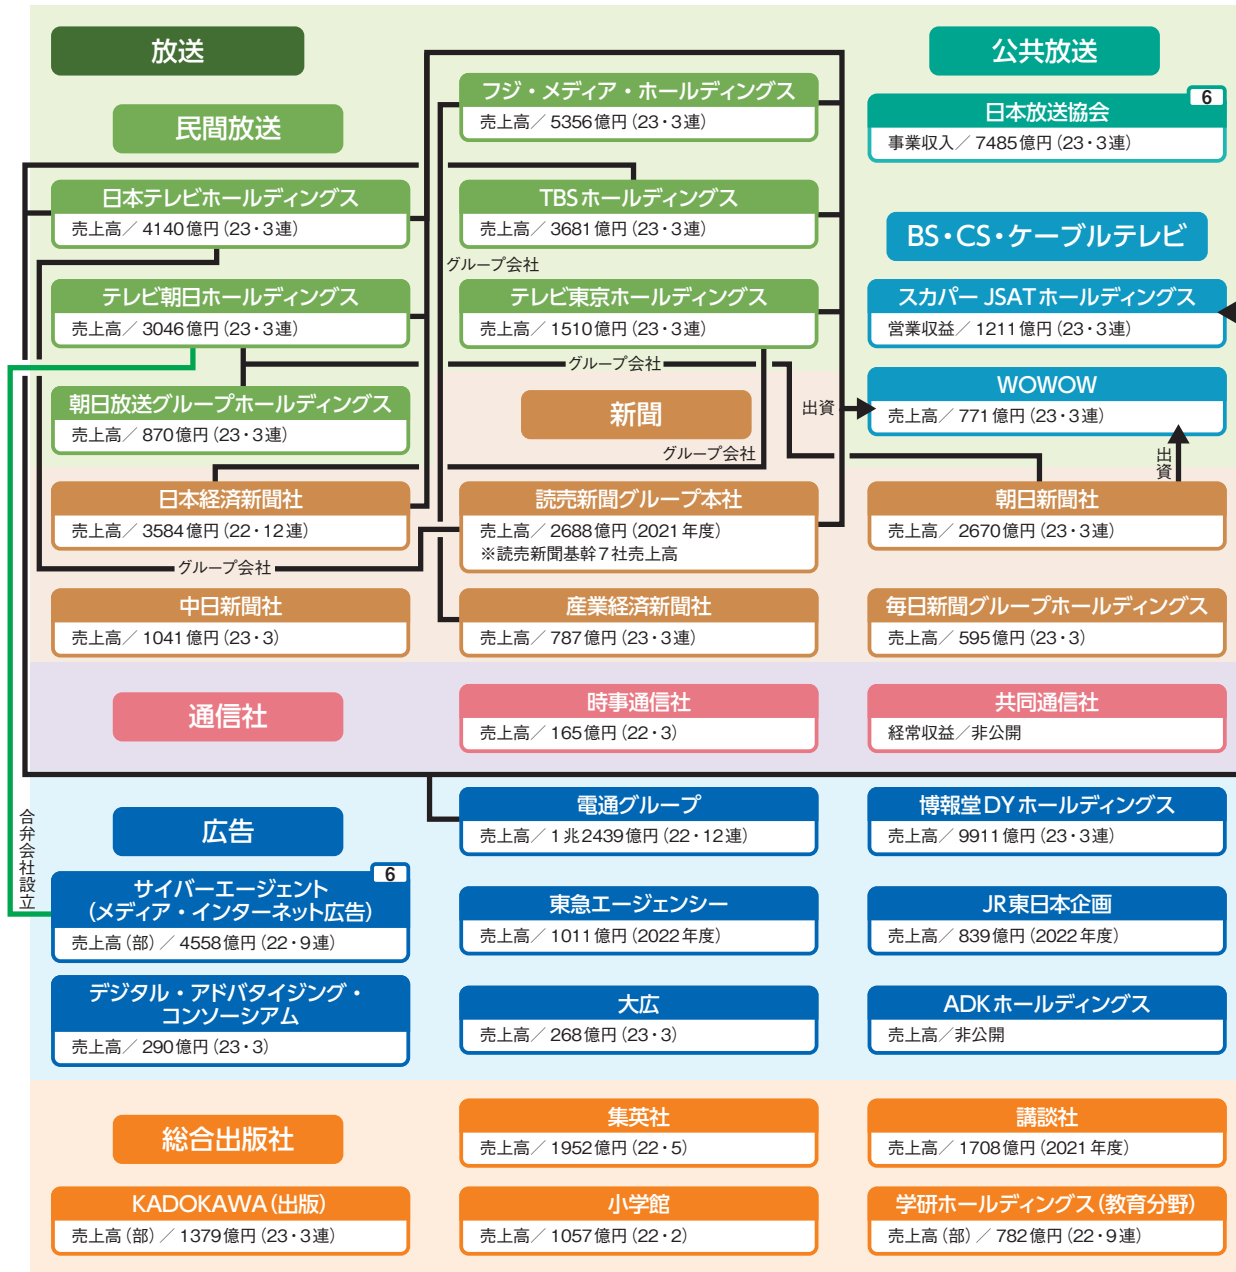 放送
民間放送
フジ・メディア・ホールディングス
売上高／5356億円(23・3連)
公共放送
6
日本放送協会
事業収入／7485億円(23・3連)
日本テレビホールディングス
売上高／4140億円(23・3連)
TBSホールディングス
売上高／3681億円(23・3連)
BS・CS・ケーブルテレビ
グループ会社
テレビ朝日ホールディングス
売上高／3046億円(23・3連)
テレビ東京ホールディングス
売上高／1510億円(23・3連)
スカパーJSATホールディングス
営業収益／1211億円(23・3連)
グループ会社
朝日放送グループホールディングス
売上高／870億円(23・3連)
新聞
出資
WOWOW
売上高／771億円(23・3連)
グループ会社
出資
日本経済新聞社
売上高／3584億円(22・12連)
読売新聞グループ本社
売上高／2688億円(2021年度)
※読売新聞基幹7社売上高
朝日新聞社
売上高／2670億円(23・3連)
グループ会社
中日新聞社
売上高／1041億円(23・3)
産業経済新聞社
売上高／787億円(23・3連)
毎日新聞グループホールディングス
売上高／595億円(23・3)
通信社
時事通信社
売上高／165億円(22・3)
共同通信社
経常収益／非公開
合弁会社設立
広告
電通グループ
売上高／1兆2439億円(22・12連)
博報堂DYホールディングス
売上高／9911億円(23・3連)
6
サイバーエージェント
(メディア・インターネット広告)
売上高(部)／4558億円(22・9連)
東急エージェンシー
売上高／1011億円(2022年度)
JR東日本企画
売上高／839億円(2022年度)
デジタル・アドバタイジング・
コンソーシアム
売上高／290億円(23・3)
大広
売上高／268億円(23・3)
ADKホールディングス
売上高／非公開
総合出版社
集英社
売上高／1952億円(22・5)
講談社
売上高／1708億円(2021年度)
KADOKAWA(出版)
売上高(部)／1379億円(23・3連)
小学館
売上高／1057億円(22・2)
学研ホールディングス(教育分野)
売上高(部)／782億円(22・9連)